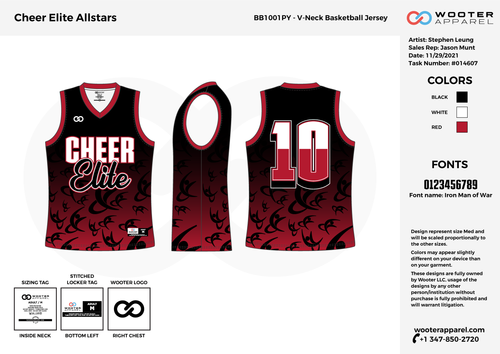 Cheer Elite Allstars
BB1001PY - V-Neck Basketball Jersey
WOOTER
APPAREL
Artist: Stephen Leung
Sales Rep: Jason Munt
Date: 11/29/2021
Task Number: #014607
COLORS
BLACK
WHITE
RED
FONTS
0123456789
Font name: Iron Man of War
CHEER
Elite
10
Design represent size Med and
will be scaled proportionally to
the other sizes.
Colors may appear slightly
different on your device than
on your garment.
These designs are fully owned
by Wooter LLC. usage of the
designs by any other
person/institution without
purchase is fully prohibited and
will warrant litigation.
SIZING TAG
STITCHED
LOCKER TAG
WOOTER LOGO
WOOTER
ADULT / M
ADULT
M
INSIDE NECK
BOTTOM LEFT
RIGHT CHEST
wooterapparel.com
+1 347-850-2720